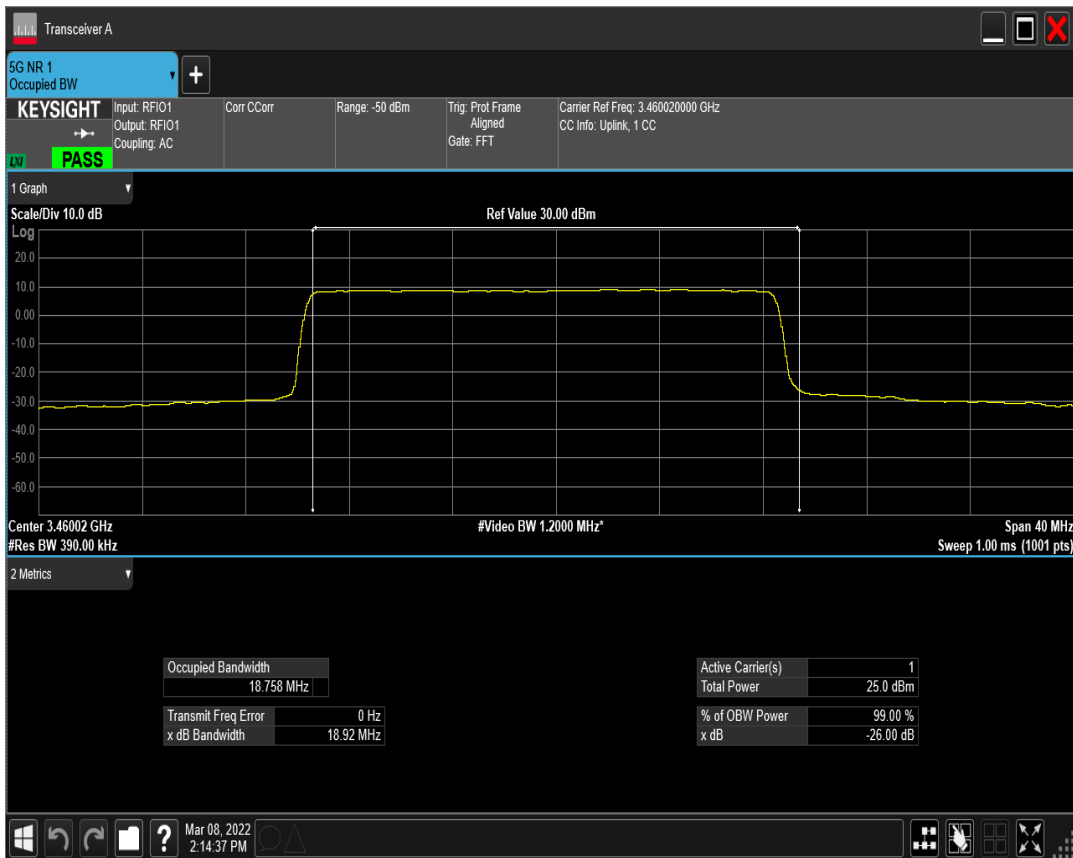 Transceiver A
5G NR 1
Occupied BW
+
KEYSIGHT
LXI
PASS
Input: RFIO1
Output: RFIO1
Coupling: AC
Corr CCorr
Range: -50 dBm
Trig: Prot Frame
Aligned
Gate: FFT
Carrier Ref Freq: 3.460020000 GHz
CC Info: Uplink, 1 CC
1 Graph
Scale/Div 10.0 dB
Ref Value 30.00 dBm
Log
20.0
10.0
0.00
-10.0
-20.0
-30.0
-40.0
-50.0
-60.0
Center 3.46002 GHz
#Video BW 1.2000 MHz*
Span 40 MHz
#Res BW 390.00 kHz
Sweep 1.00 ms (1001 pts)
2 Metrics
Occupied Bandwidth
18.758 MHz
Transmit Freq Error 0 Hz
x dB Bandwidth 18.92 MHz
Active Carrier(s) 1
Total Power 25.0 dBm
% of OBW Power 99.00 %
x dB -26.00 dB
?
Mar 08, 2022
2:14:37 PM